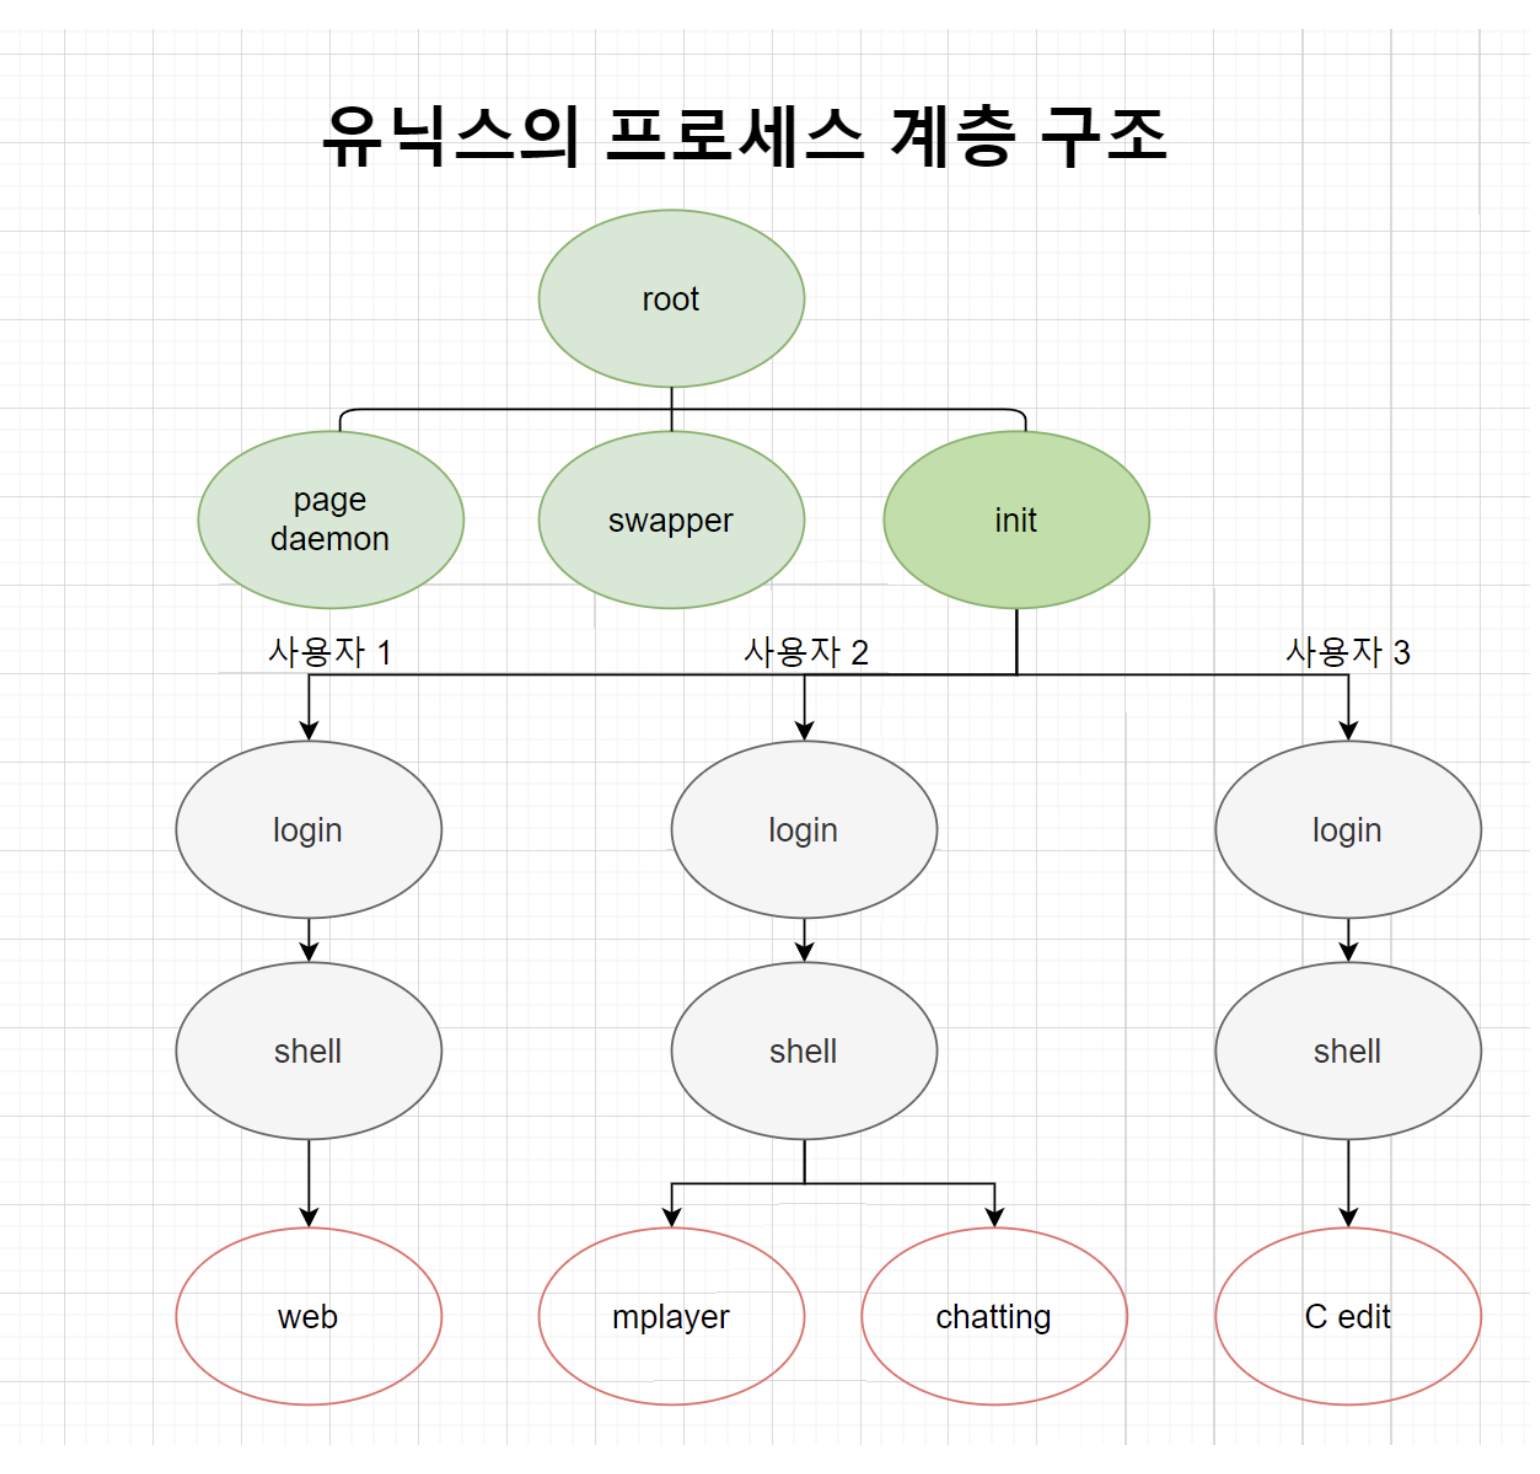 유닉스의 프로세스 계층 구조
root
page
daemon
swapper
init
사용자 1
사용자 2
사용자 3
login
login
login
shell
shell
shell
web
mplayer
chatting
C edit